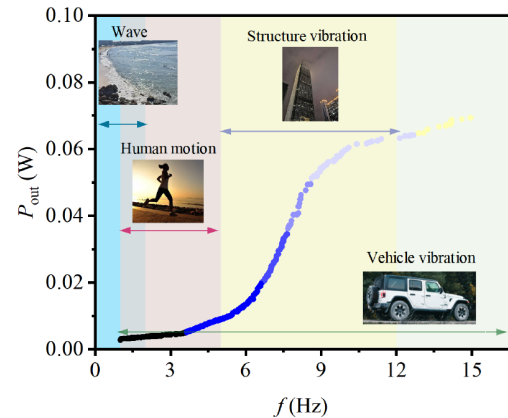 0.10
0.08
0.06
0.04
0.02
0.00
P_out (W)
Wave
Structure vibration
Human motion
Vehicle vibration
0 3 6 9 12 15
f (Hz)